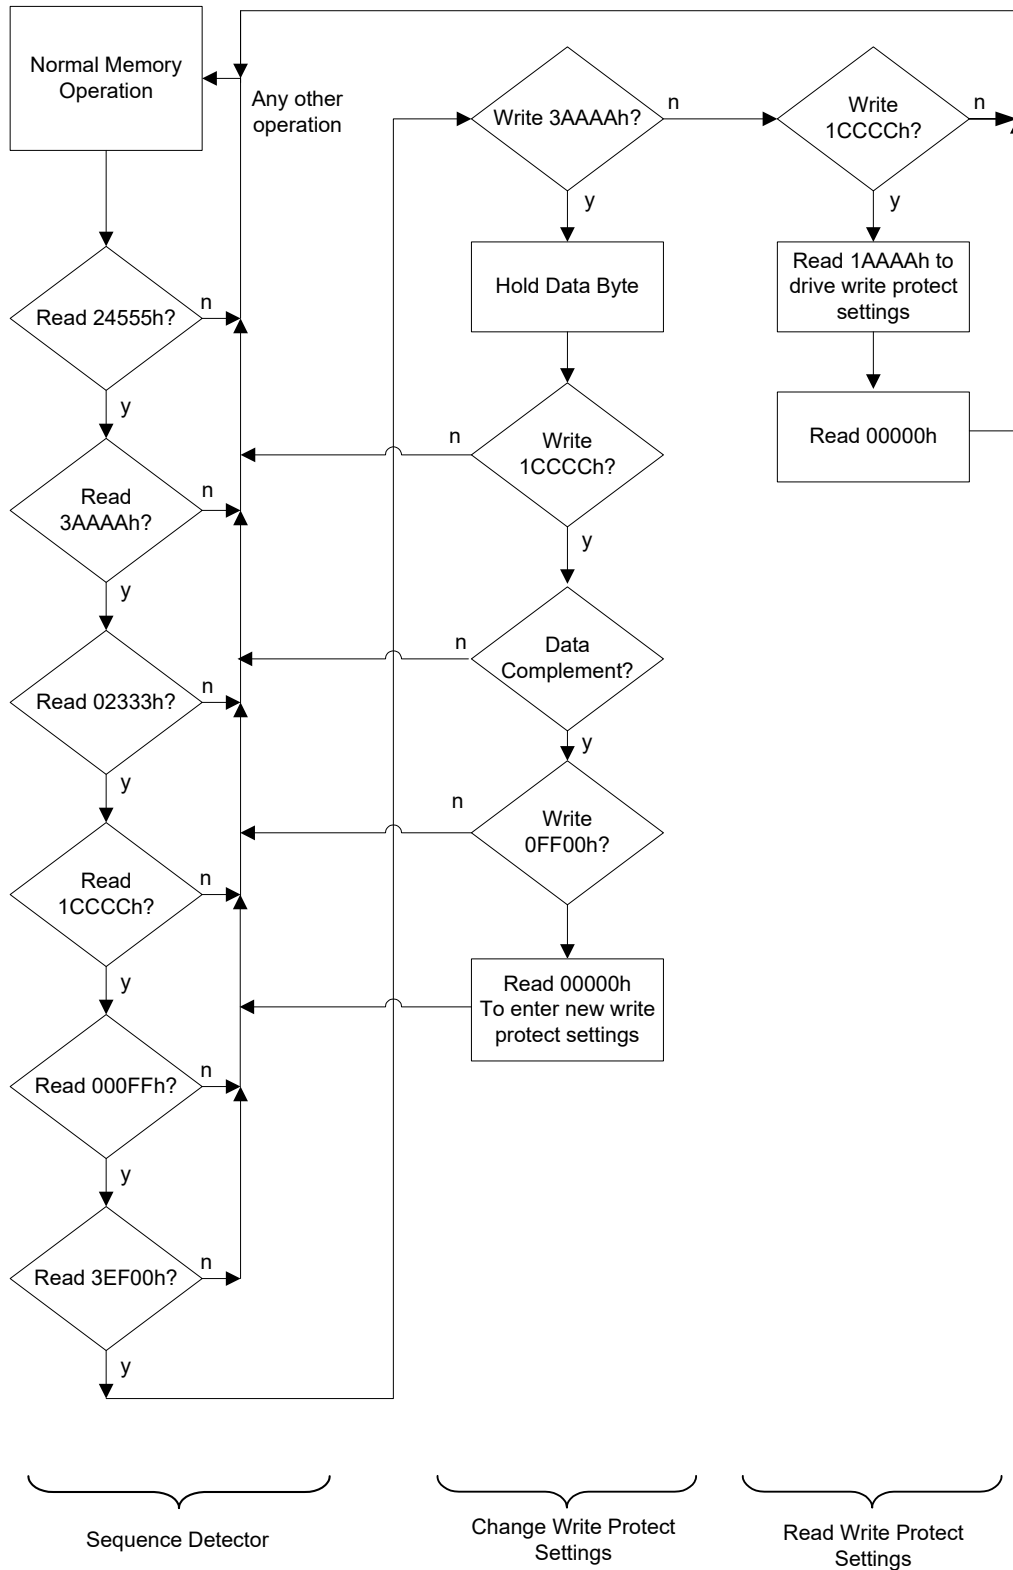 Normal Memory
Operation
Any other
operation
Read 24555h?
n
y
Read
3AAAAh?
n
y
Read 02333h?
n
y
Read
1CCCCh?
n
y
Read 000FFh?
n
y
Read 3EF00h?
n
y
Write 3AAAAh?
n
y
Hold Data Byte
Write
1CCCCh?
n
y
Data
Complement?
n
y
Write
0FF00h?
n
Read 00000h
To enter new write
protect settings
Write
1CCCCh?
n
y
Read 1AAAAh to
drive write protect
settings
Read 00000h
Sequence Detector
Change Write Protect
Settings
Read Write Protect
Settings